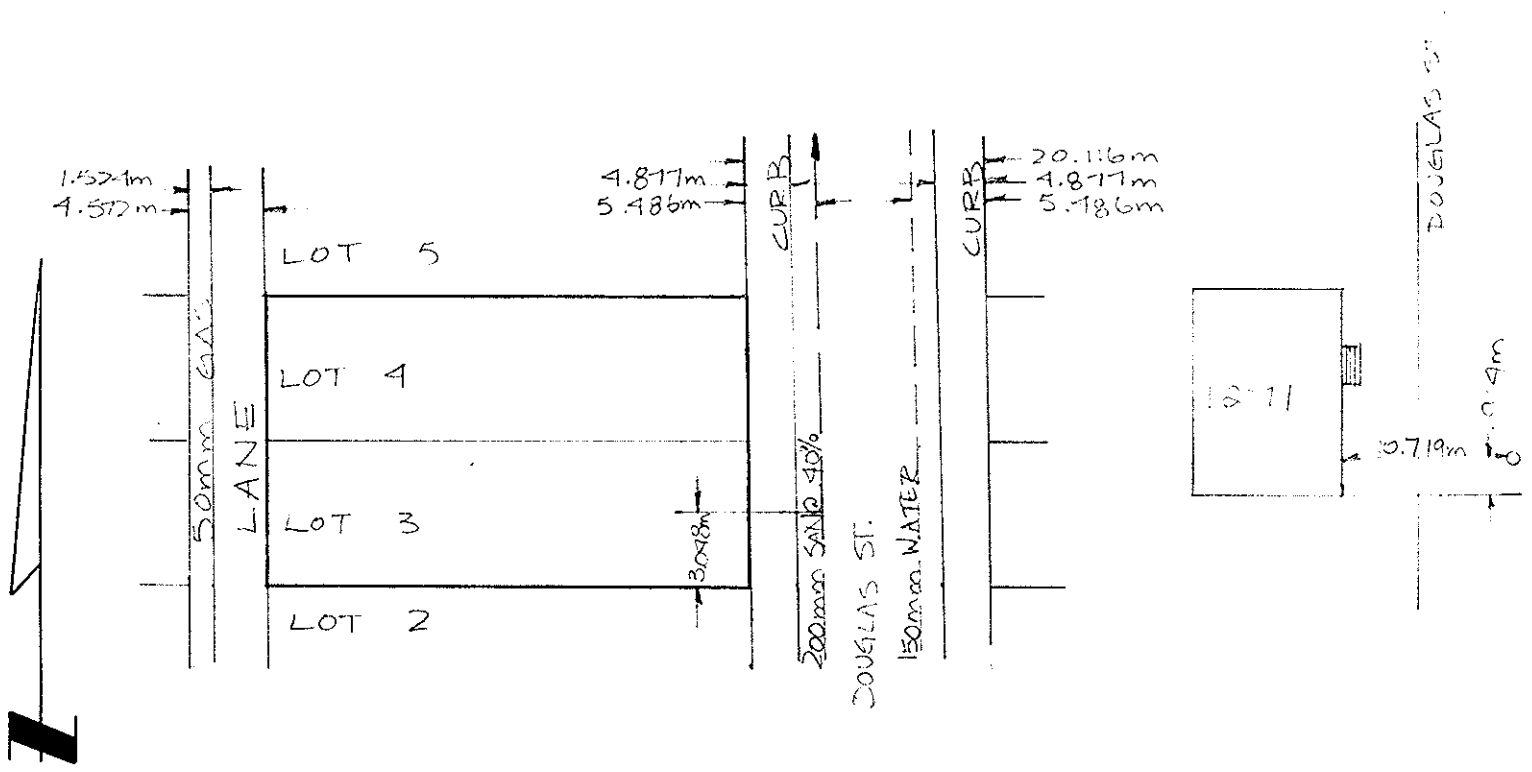 1.524m
4.572m
4.877m
5.486m
20.116m
4.877m
5.486m
CURB
CURB
LOT 5
LOT 4
LOT 3
LOT 2
50mm GAS
LANE
3.048m
200mm SAN@ .40%
DOUGLAS ST.
150mm WATER
DOUGLAS ST
10.719m